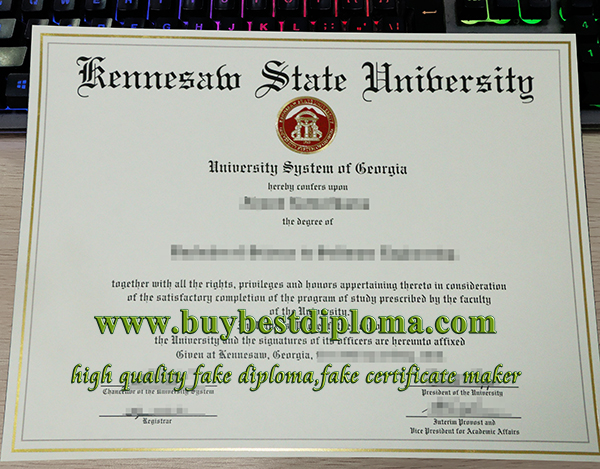 Kennesaw State University
University System of Georgia
hereby confers upon
the degree of
together with all the rights, privileges and honors appertaining thereto in consideration
of the satisfactory completion of the program of study prescribed by the faculty
of the University.
www.buybestdiploma.com
the University and the signatures of its officers are hereunto affixed
Given at Kennesaw, Georgia,
high quality fake diploma,fake certificate maker
Chancellor of the University System
President of the University
Registrar
Interim Provost and
Vice President for Academic Affairs